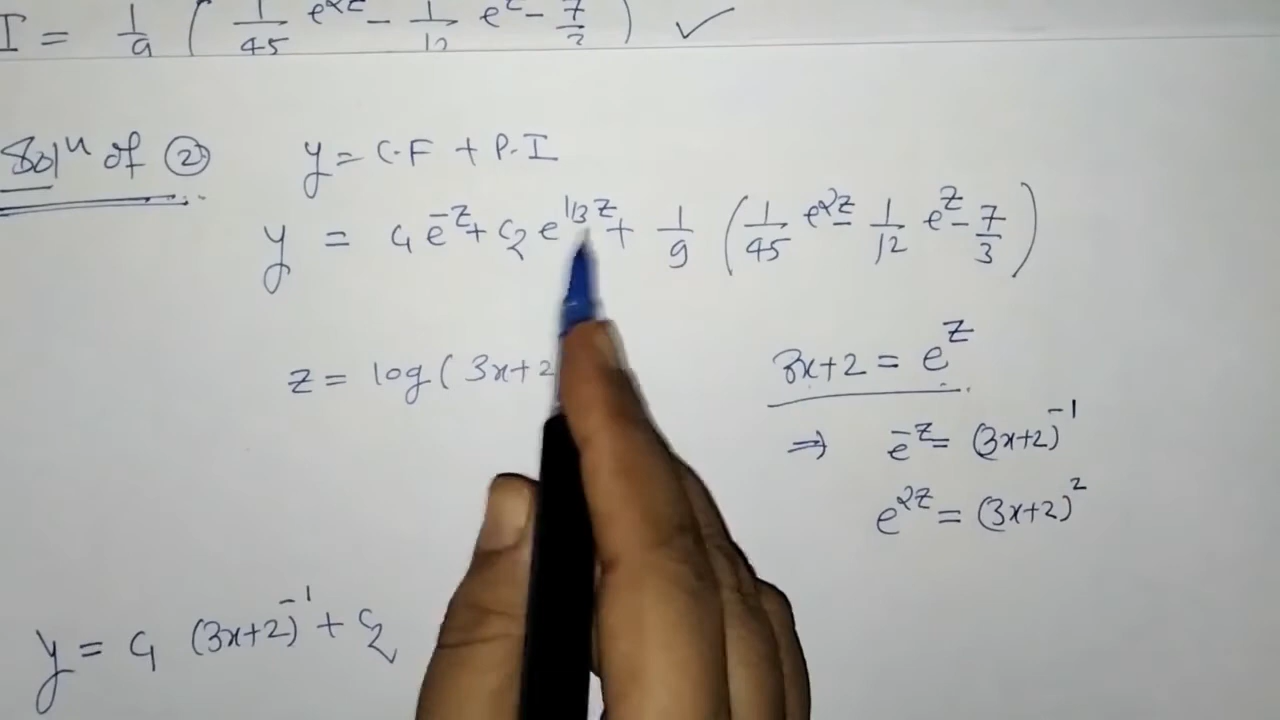 I = 1/9 ( 1/45 e^2z - 1/12 e^z - 7/3 ) ✓
Solⁿ of ②
y = C.F + P.I
y = c₁ e^-z + c₂ e^1/3 z + 1/9 ( 1/45 e^2z - 1/12 e^z - 7/3 )
z = log( 3x+2
3x+2 = e^z
⇒ e^-z = (3x+2)^-1
e^2z = (3x+2)^2
y = c₁ (3x+2)^-1 + c₂